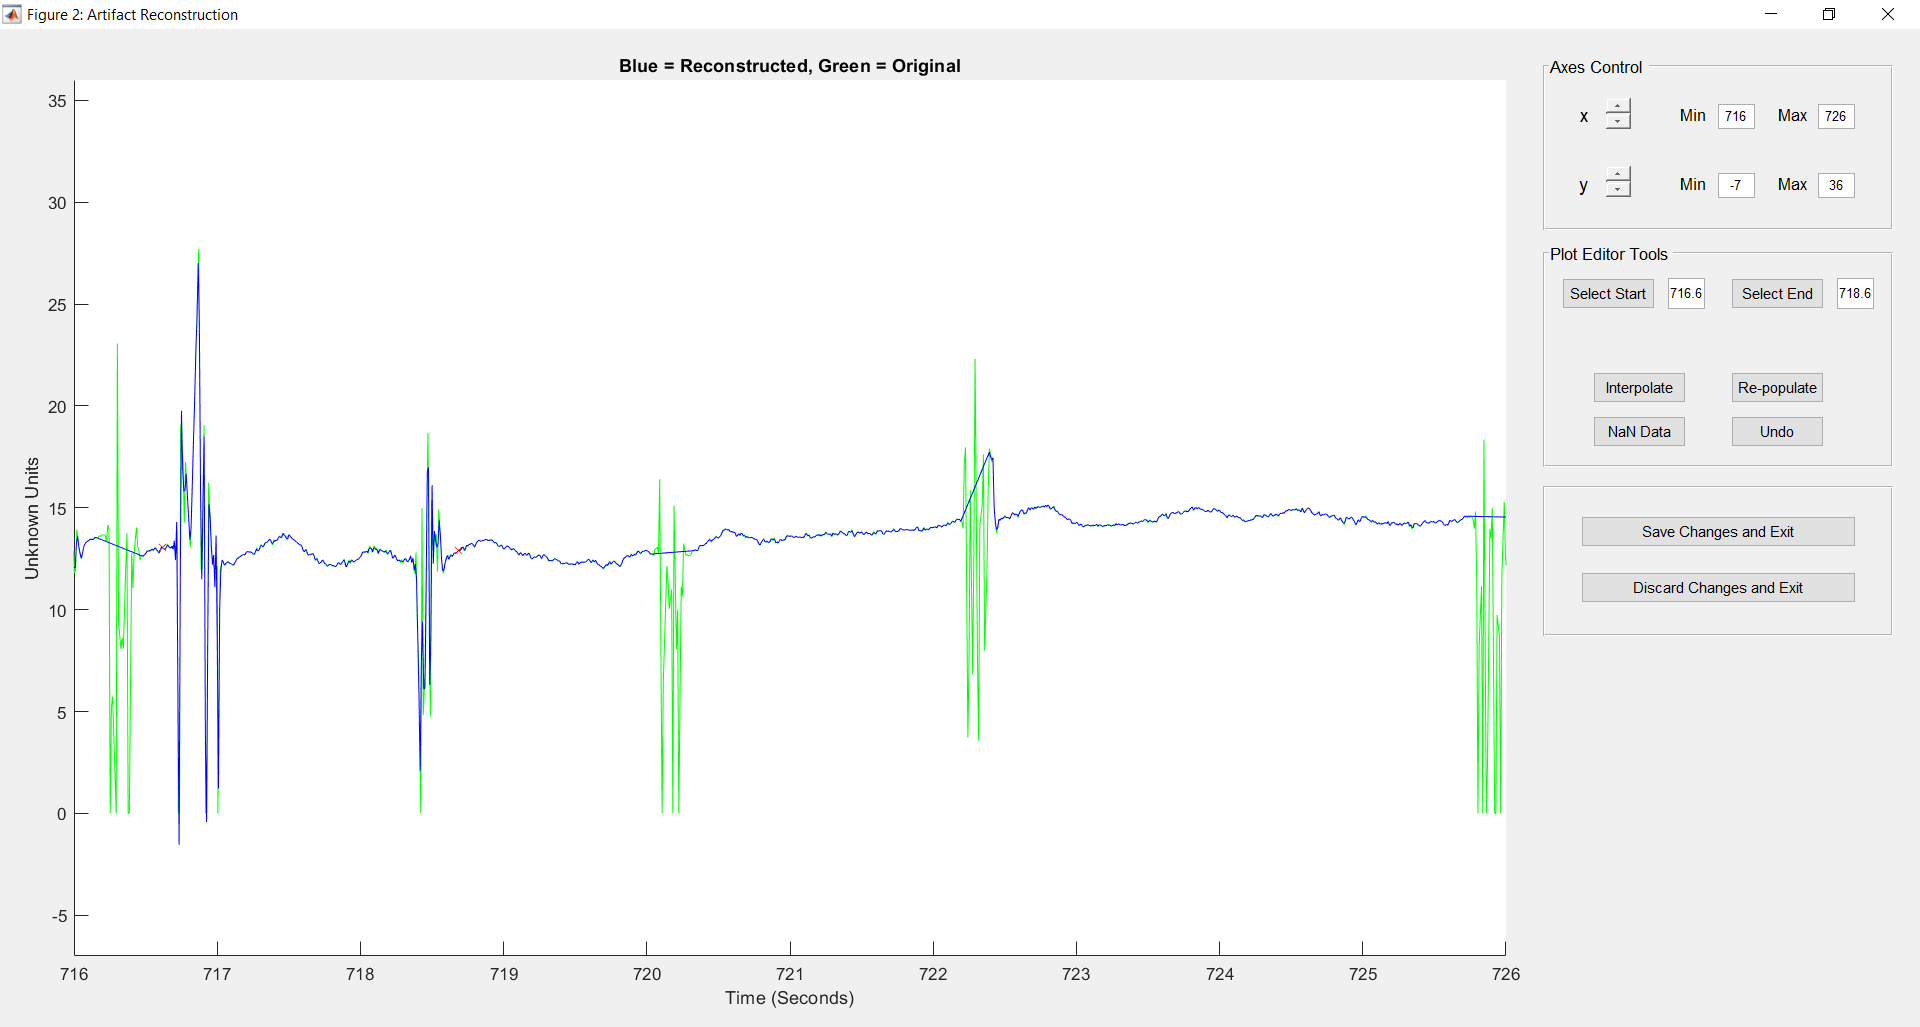 Figure 2: Artifact Reconstruction
Blue = Reconstructed, Green = Original
35
30
25
20
15
10
5
0
-5
Unknown Units
716 717 718 719 720 721 722 723 724 725 726
Time (Seconds)
Axes Control
x Min 716 Max 726
y Min -7 Max 36
Plot Editor Tools
Select Start 716.6 Select End 718.6
Interpolate Re-populate
NaN Data Undo
Save Changes and Exit
Discard Changes and Exit